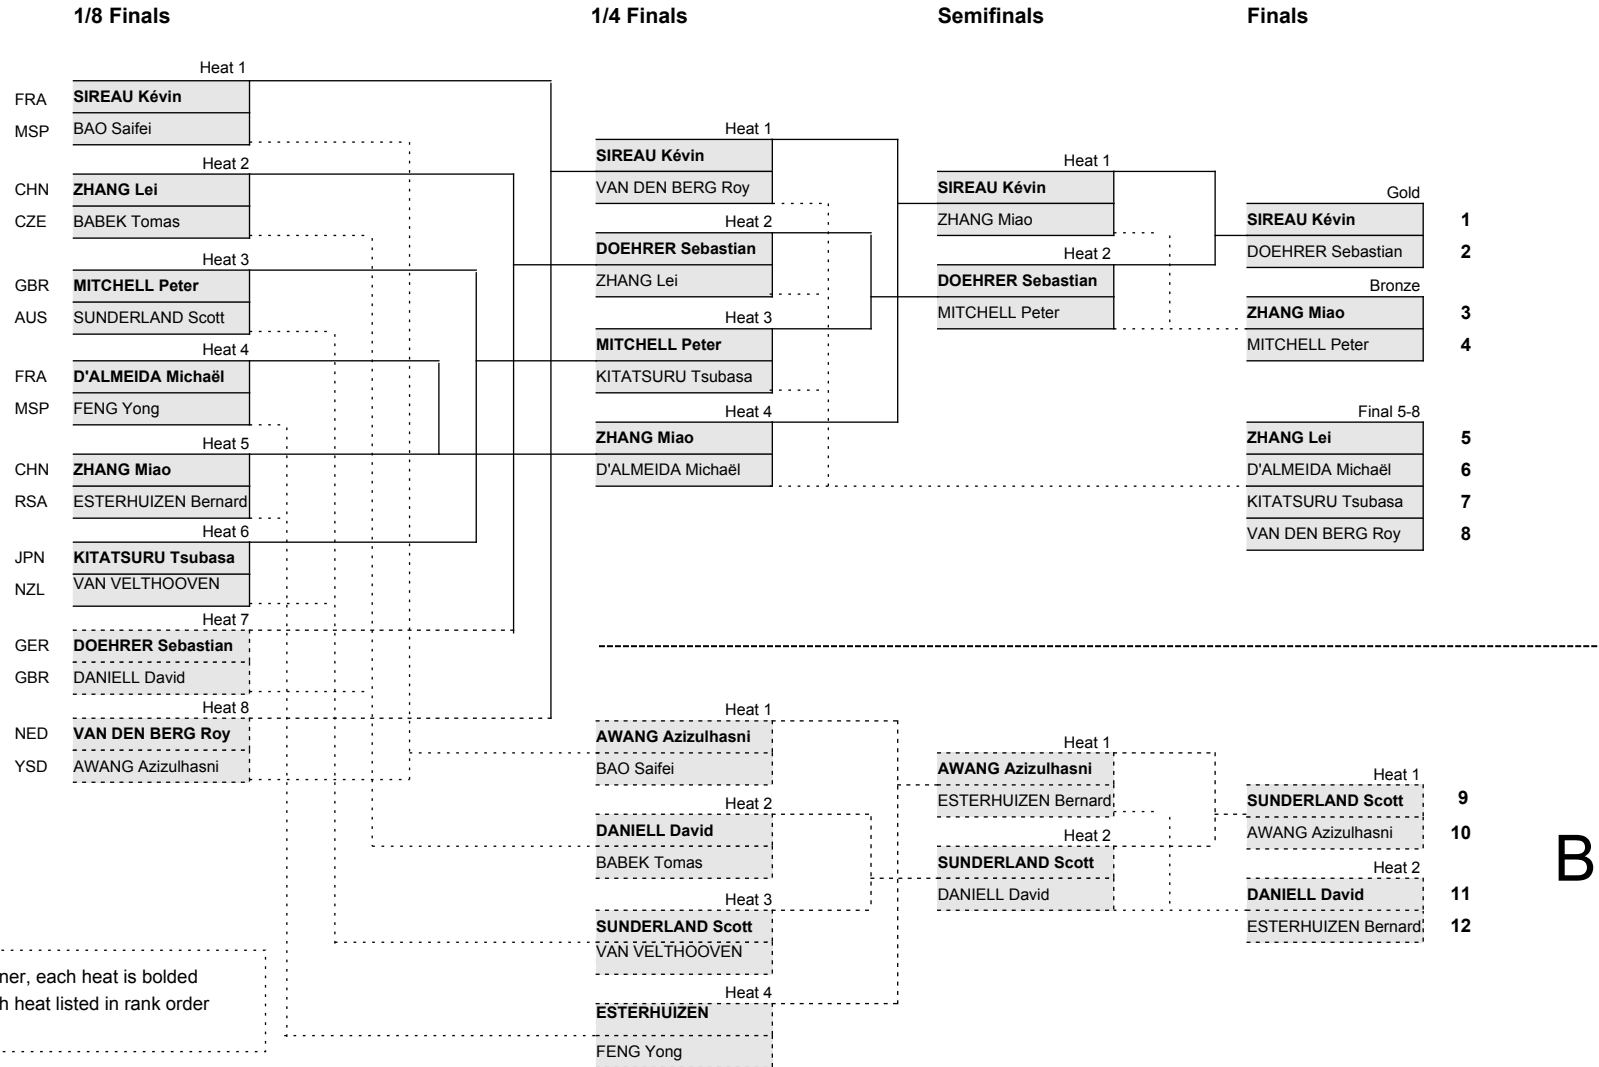 1/8 Finals 1/4 Finals Semifinals Finals
Heat 1
FRA SIREAU Kévin
MSP BAO Saifei
Heat 2
CHN ZHANG Lei
CZE BABEK Tomas
Heat 3
GBR MITCHELL Peter
AUS SUNDERLAND Scott
Heat 4
FRA D'ALMEIDA Michaël
MSP FENG Yong
Heat 5
CHN ZHANG Miao
RSA ESTERHUIZEN Bernard
Heat 6
JPN KITATSURU Tsubasa
NZL VAN VELTHOOVEN
Heat 7
GER DOEHRER Sebastian
GBR DANIELL David
Heat 8
NED VAN DEN BERG Roy
YSD AWANG Azizulhasni
Heat 1
SIREAU Kévin
VAN DEN BERG Roy
Heat 2
DOEHRER Sebastian
ZHANG Lei
Heat 3
MITCHELL Peter
KITATSURU Tsubasa
Heat 4
ZHANG Miao
D'ALMEIDA Michaël
Heat 1
SIREAU Kévin
ZHANG Miao
Heat 2
DOEHRER Sebastian
MITCHELL Peter
Gold
SIREAU Kévin 1
DOEHRER Sebastian 2
Bronze
ZHANG Miao 3
MITCHELL Peter 4
Final 5-8
ZHANG Lei 5
D'ALMEIDA Michaël 6
KITATSURU Tsubasa 7
VAN DEN BERG Roy 8
Heat 1
AWANG Azizulhasni
BAO Saifei
Heat 2
DANIELL David
BABEK Tomas
Heat 3
SUNDERLAND Scott
VAN VELTHOOVEN
Heat 4
ESTERHUIZEN
FENG Yong
Heat 1
AWANG Azizulhasni
ESTERHUIZEN Bernard
Heat 2
SUNDERLAND Scott
DANIELL David
Heat 1
SUNDERLAND Scott 9
AWANG Azizulhasni 10
Heat 2
DANIELL David 11
ESTERHUIZEN Bernard 12
B
ner, each heat is bolded
h heat listed in rank order